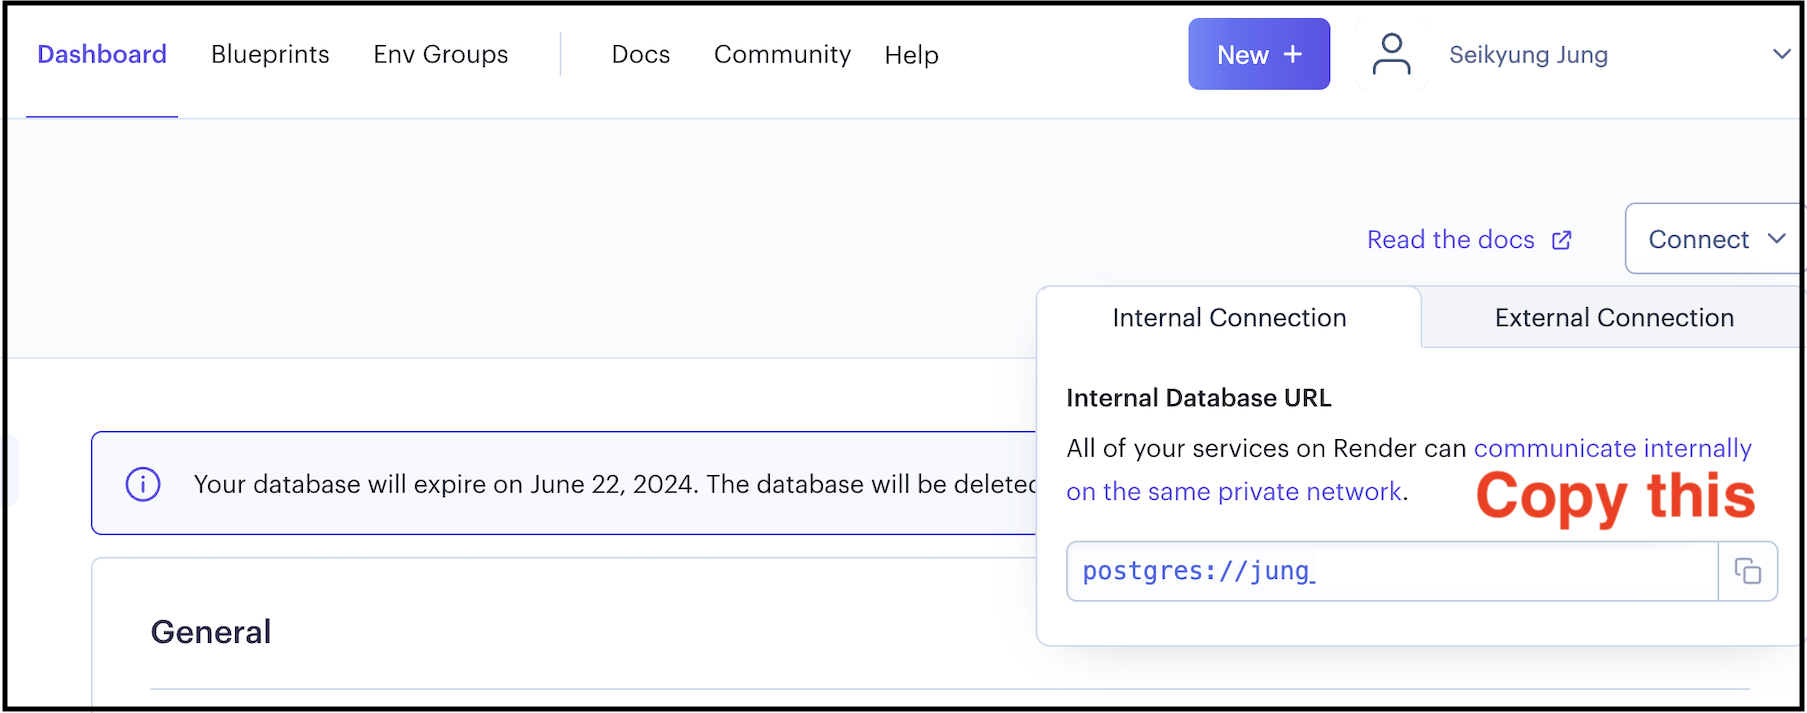 Dashboard Blueprints Env Groups Docs Community Help New + Seikyung Jung
Read the docs Connect
Internal Connection External Connection
Internal Database URL
All of your services on Render can communicate internally
on the same private network.
Copy this
postgres://jung_
Your database will expire on June 22, 2024. The database will be deleted
General